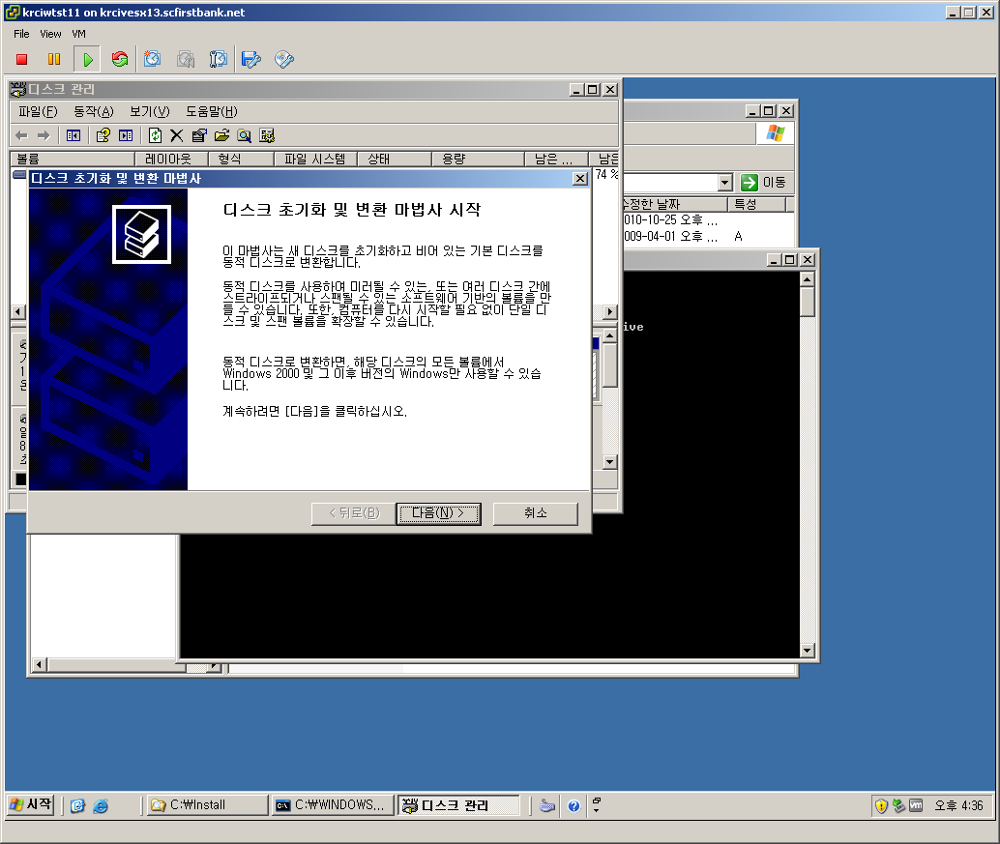 krciwtst11 on krcivesx13.scfirstbank.net
File View VM
디스크 관리
파일(F) 동작(A) 보기(V) 도움말(H)
볼륨 레이아웃 형식 파일 시스템 상태 용량 남은 ... 남은
74 %
이동
수정한 날짜 특성
010-10-25 오후 ...
009-04-01 오후 ... A
ive
디스크 초기화 및 변환 마법사
디스크 초기화 및 변환 마법사 시작
이 마법사는 새 디스크를 초기화하고 비어 있는 기본 디스크를
동적 디스크로 변환합니다.
동적 디스크를 사용하여 미러될 수 있는, 또는 여러 디스크 간에
스트라이프되거나 스팬될 수 있는 소프트웨어 기반의 볼륨을 만
들 수 있습니다. 또한, 컴퓨터를 다시 시작할 필요 없이 단일 디
스크 및 스팬 볼륨을 확장할 수 있습니다.
동적 디스크로 변환하면, 해당 디스크의 모든 볼륨에서
Windows 2000 및 그 이후 버전의 Windows만 사용할 수 있습
니다.
계속하려면 [다음]을 클릭하십시오.
< 뒤로(B) 다음(N) > 취소
시작 C:₩Install C:₩WINDOWS... 디스크 관리 오후 4:36